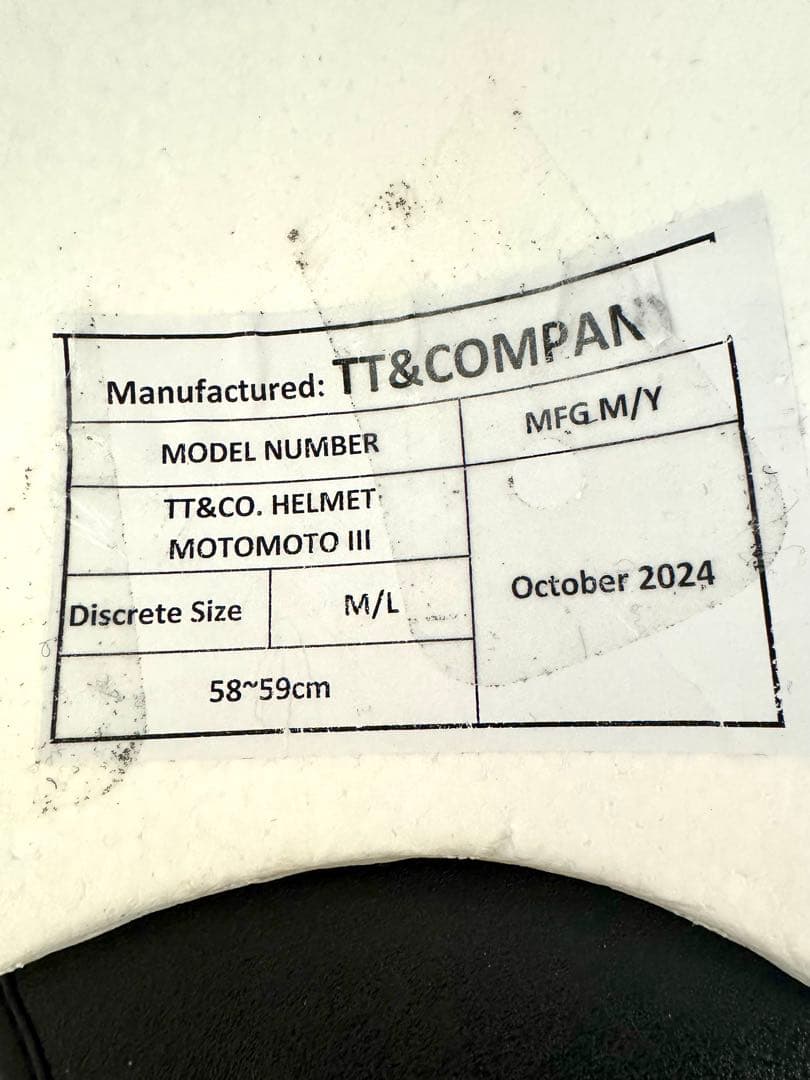 Manufactured: TT&COMPAN
MODEL NUMBER
MFG M/Y
TT&CO. HELMET
MOTOMOTO III
October 2024
Discrete Size
M/L
58~59cm